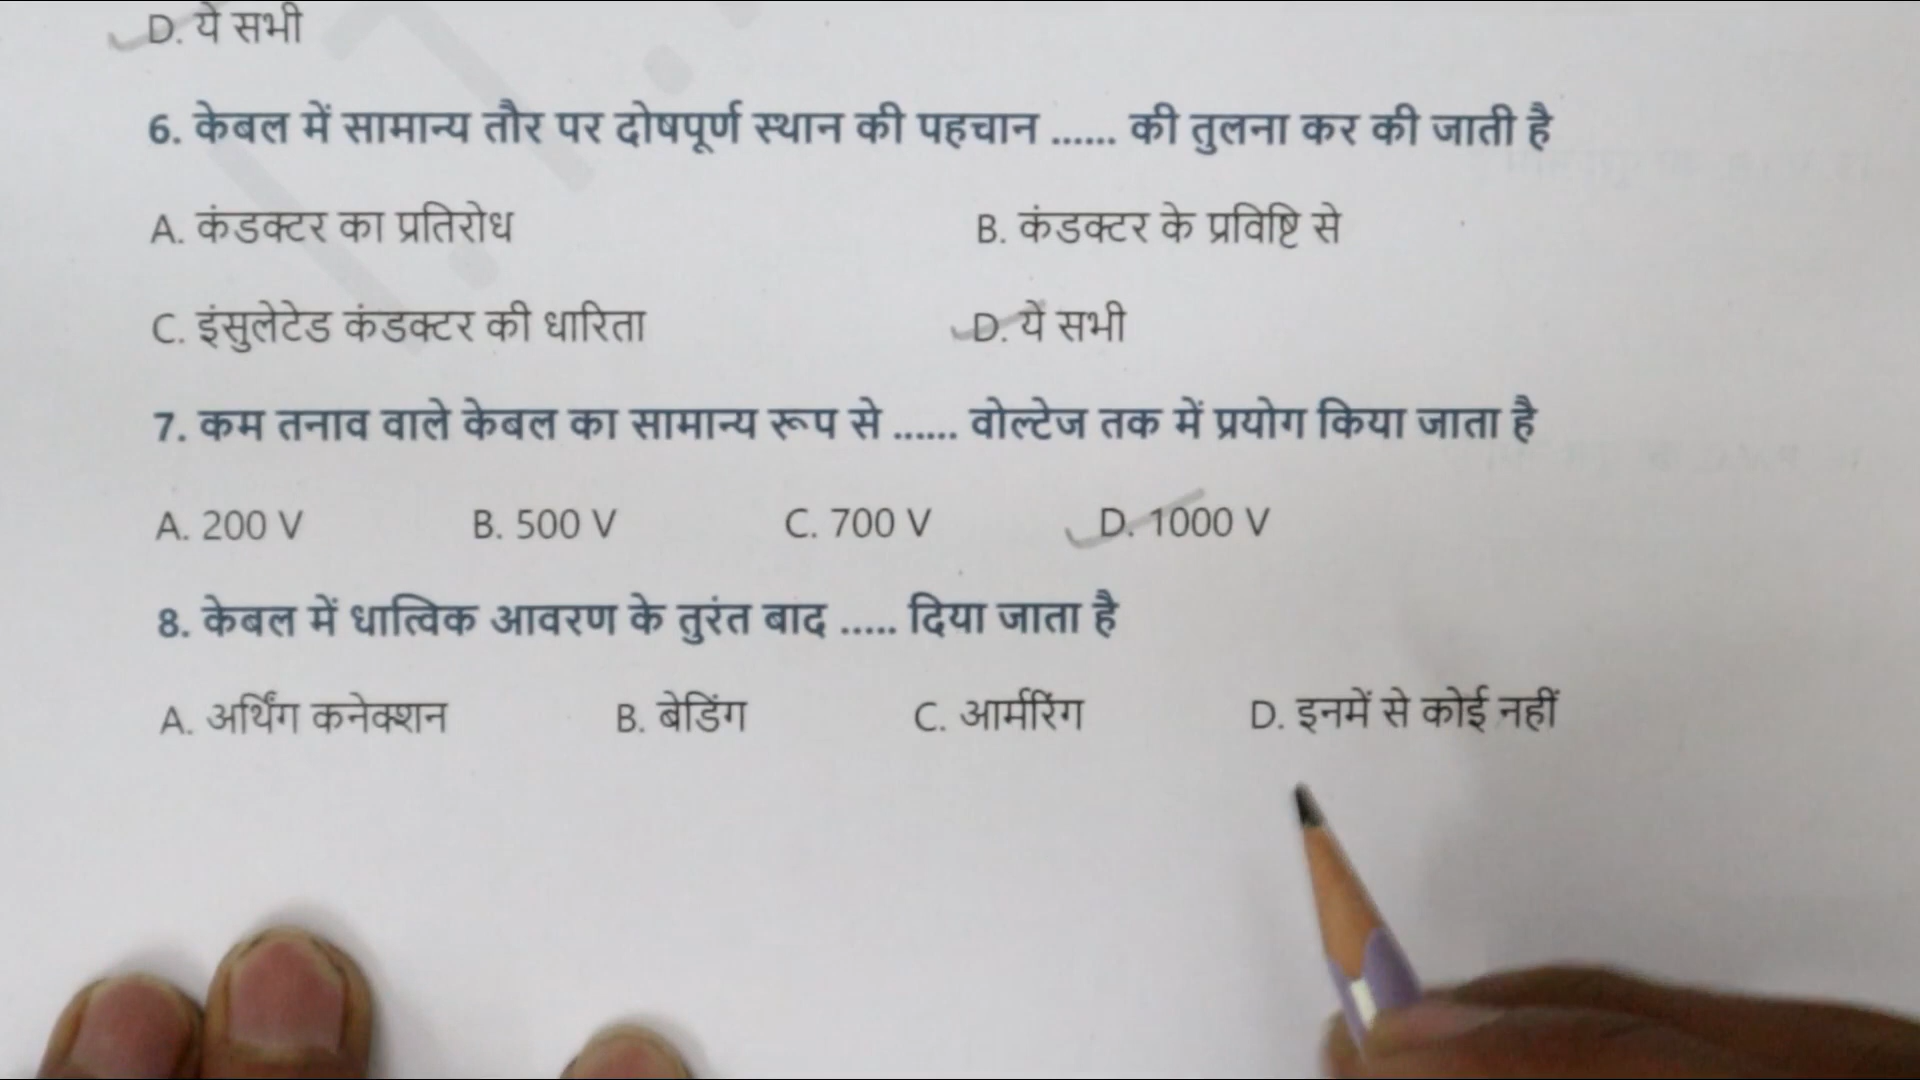 D. ये सभी
6. केबल में सामान्य तौर पर दोषपूर्ण स्थान की पहचान ...... की तुलना कर की जाती है
A. कंडक्टर का प्रतिरोध B. कंडक्टर के प्रविष्टि से
C. इंसुलेटेड कंडक्टर की धारिता D. ये सभी
7. कम तनाव वाले केबल का सामान्य रूप से ...... वोल्टेज तक में प्रयोग किया जाता है
A. 200 V B. 500 V C. 700 V D. 1000 V
8. केबल में धात्विक आवरण के तुरंत बाद ..... दिया जाता है
A. अर्थिंग कनेक्शन B. बेडिंग C. आर्मरिंग D. इनमें से कोई नहीं